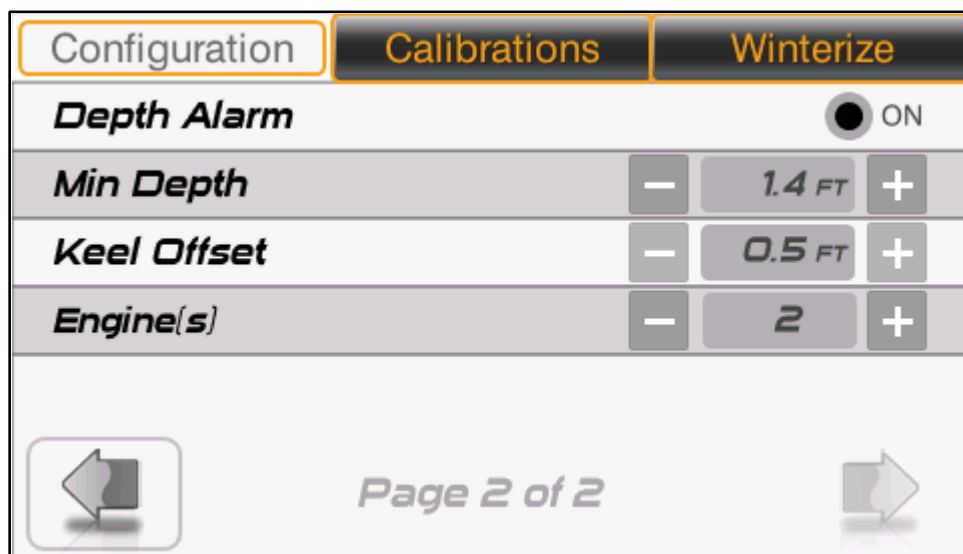 Configuration Calibrations Winterize
Depth Alarm ON
Min Depth − 1.4 FT +
Keel Offset − 0.5 FT +
Engine(s) − 2 +
Page 2 of 2